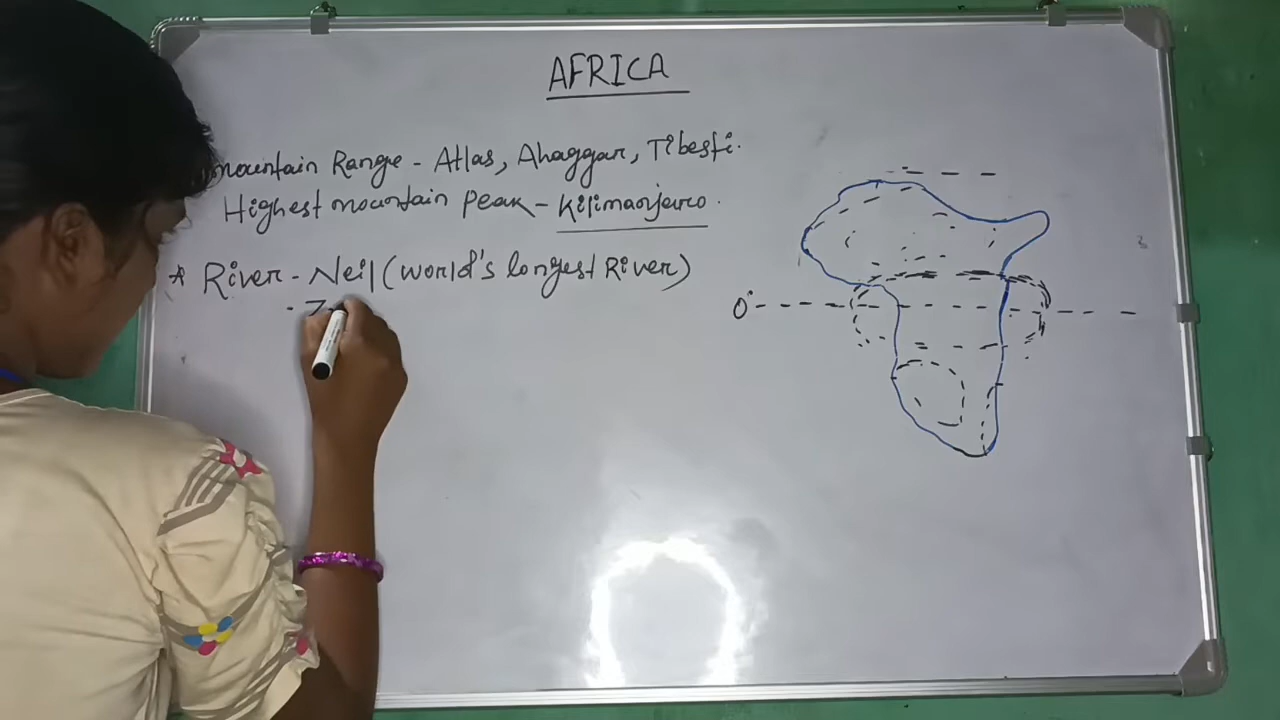 AFRICA
mountain Range - Atlas, Ahaggar, Tibesti.
Highest mountain peak - Kilimanjaro.
* River - Neil (world's longest River)
0°